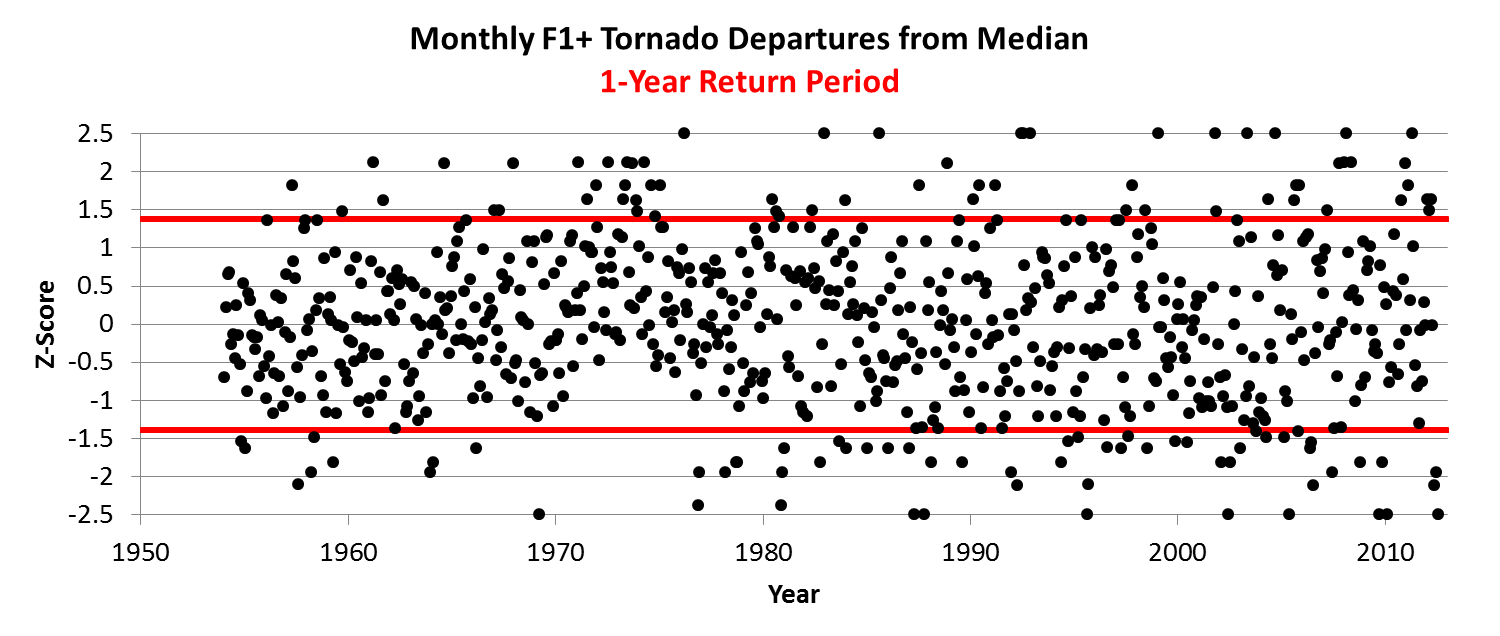 Monthly F1+ Tornado Departures from Median
1-Year Return Period
2.5
2
1.5
1
0.5
0
-0.5
-1
-1.5
-2
-2.5
Z-Score
1950 1960 1970 1980 1990 2000 2010
Year